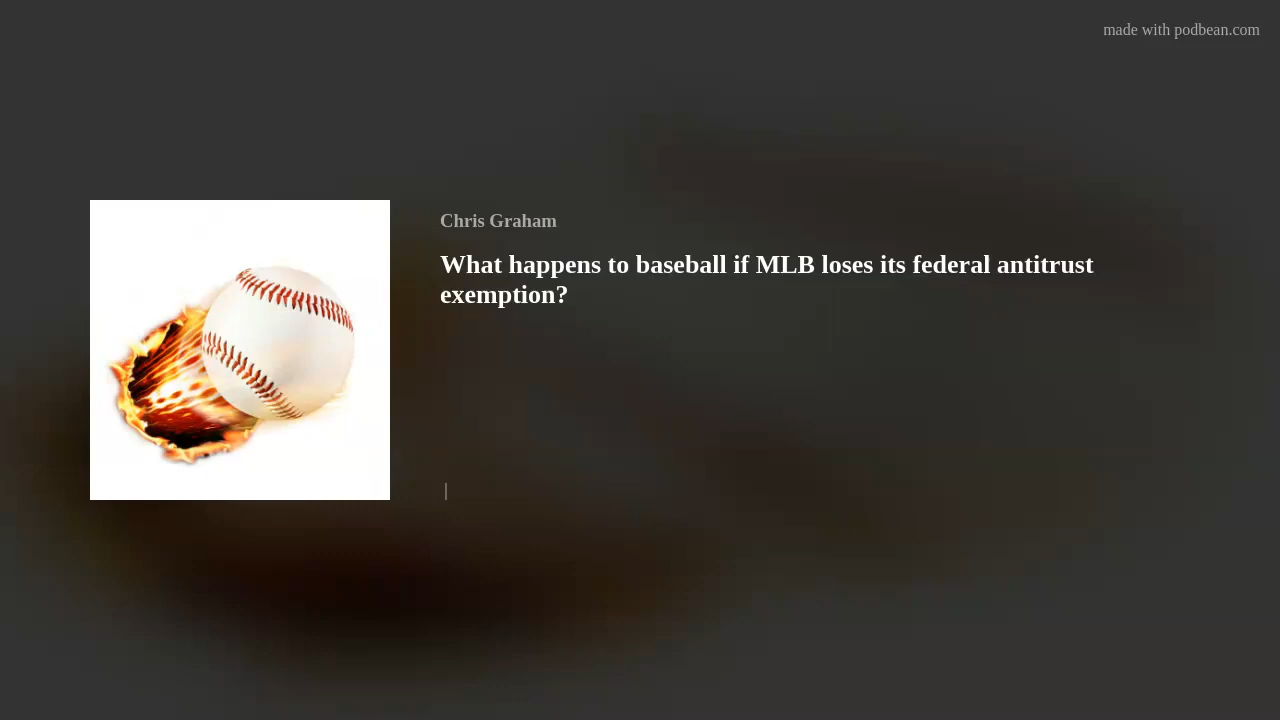 made with podbean.com
Chris Graham
What happens to baseball if MLB loses its federal antitrust
exemption?